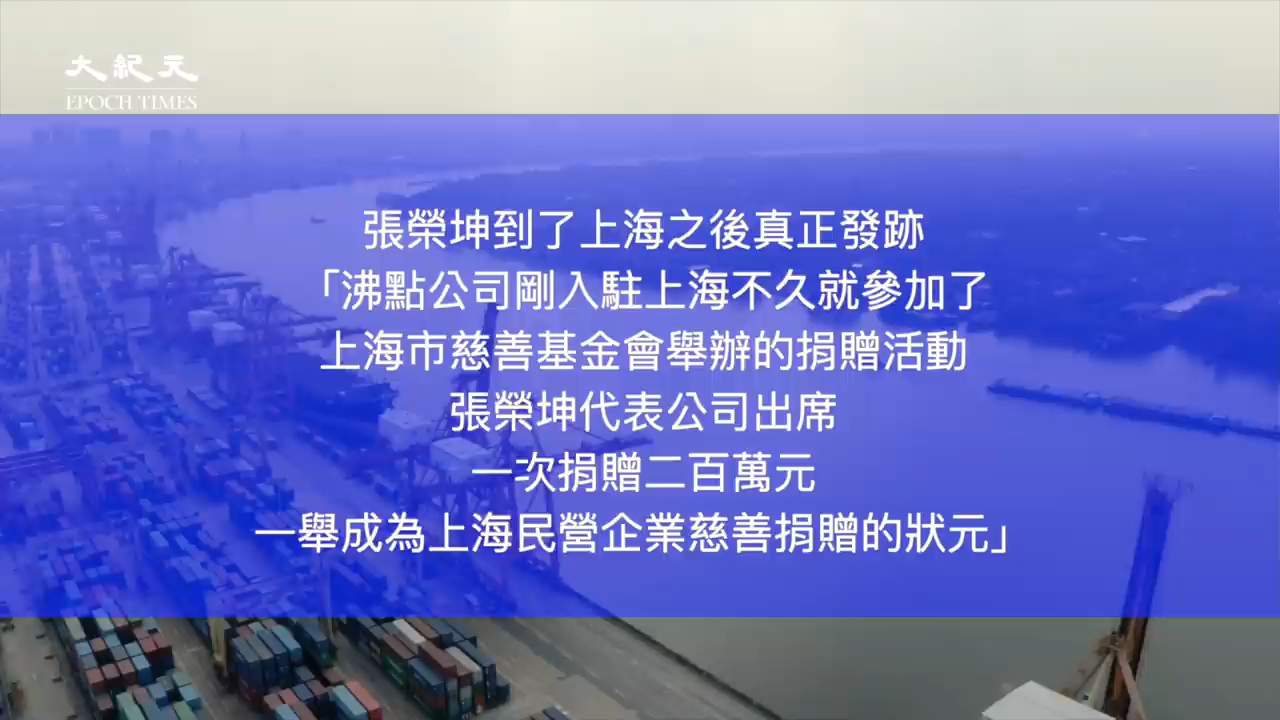 大紀元
EPOCH TIMES
張榮坤到了上海之後真正發跡
「沸點公司剛入駐上海不久就參加了
上海市慈善基金會舉辦的捐贈活動
張榮坤代表公司出席
一次捐贈二百萬元
一舉成為上海民營企業慈善捐贈的狀元」